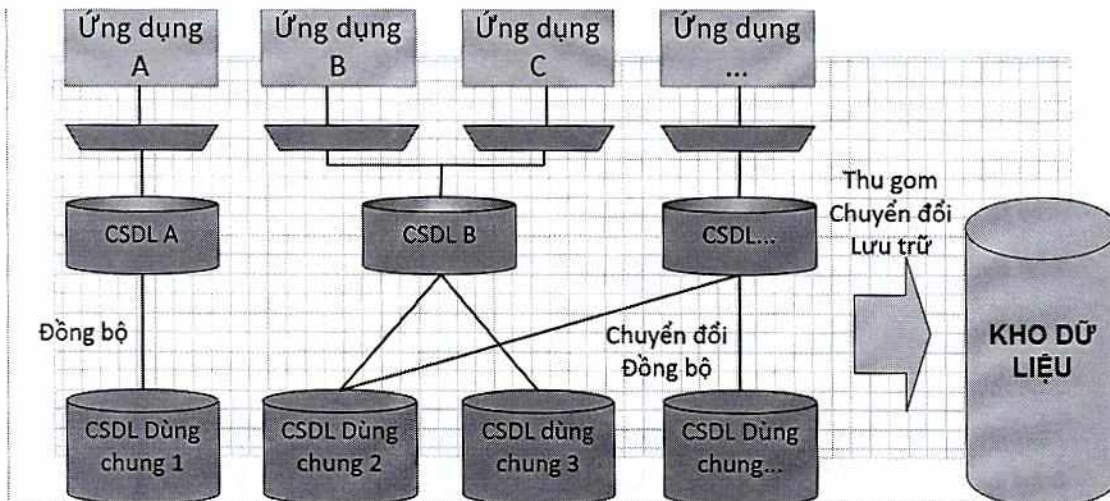 Ứng dụng
A
Ứng dụng
B
Ứng dụng
C
Ứng dụng
...
CSDL A
CSDL B
CSDL...
Thu gom
Chuyển đổi
Lưu trữ
Đồng bộ
Chuyển đổi
Đồng bộ
KHO DỮ
LIỆU
CSDL Dùng
chung 1
CSDL Dùng
chung 2
CSDL dùng
chung 3
CSDL Dùng
chung...